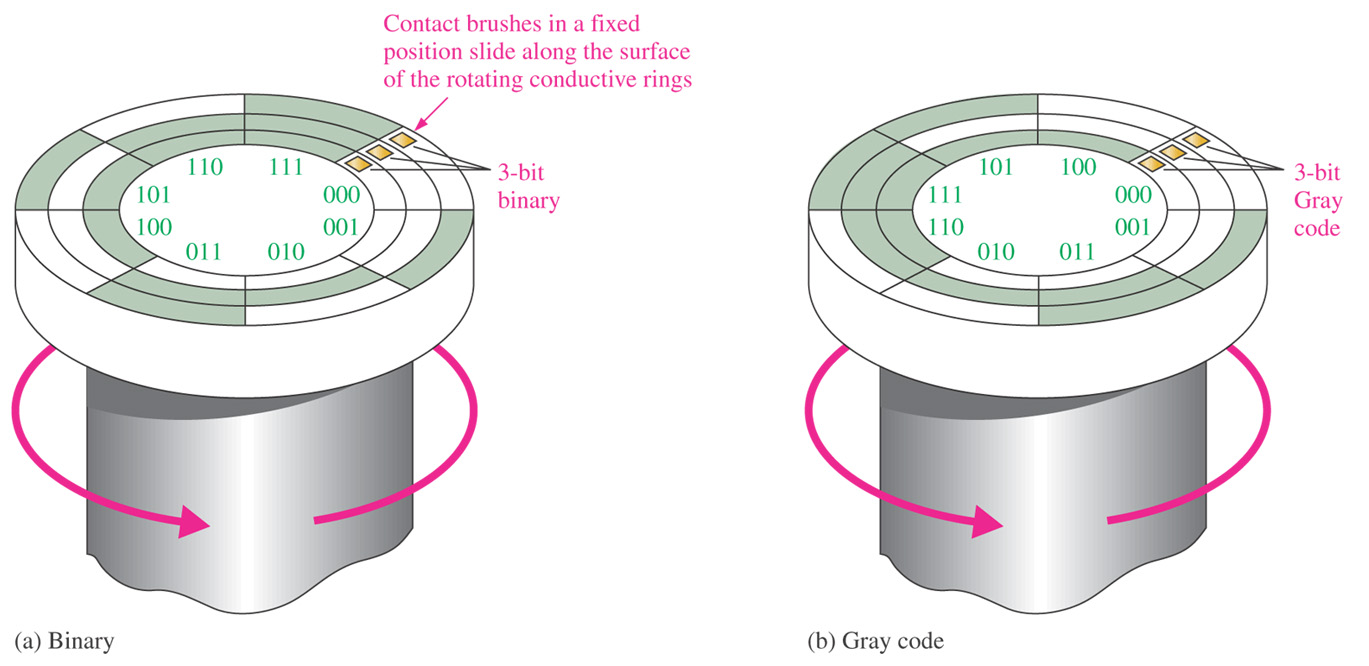 Contact brushes in a fixed
position slide along the surface
of the rotating conductive rings
110 111
101 000
100 001
011 010
3-bit
binary
(a) Binary
101 100
111 000
110 001
010 011
3-bit
Gray
code
(b) Gray code